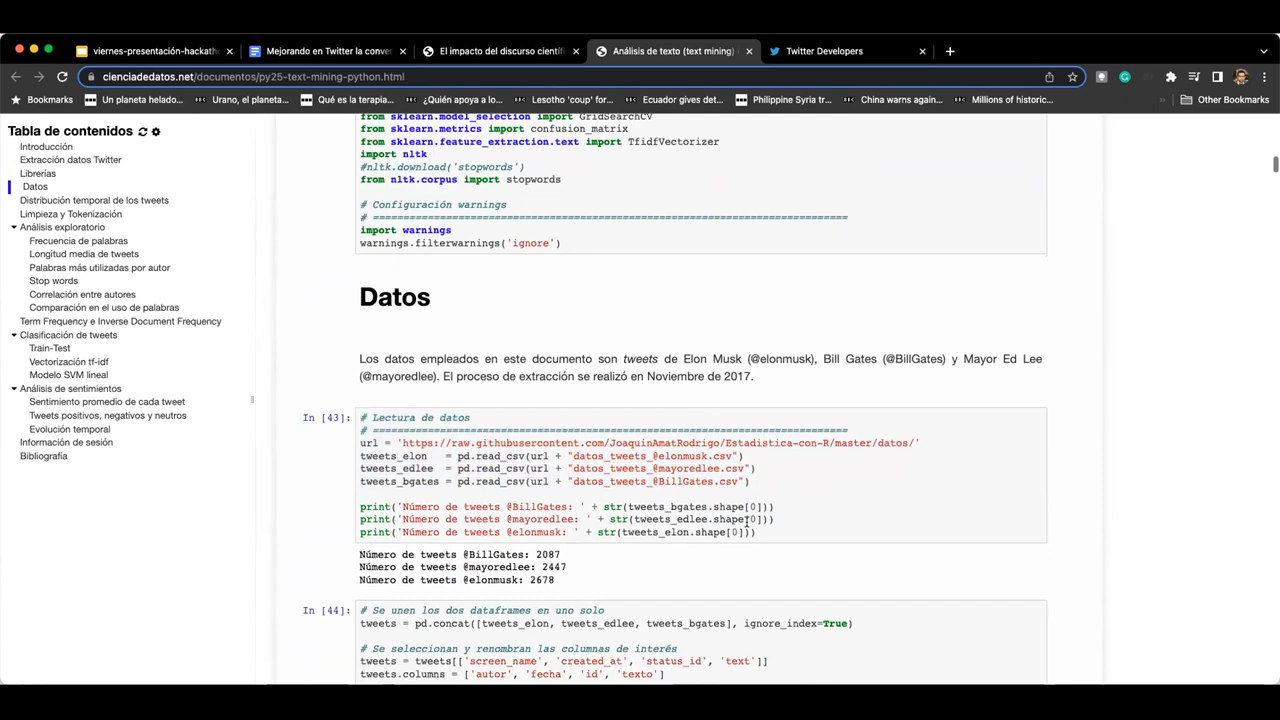 viernes-presentación-hackath
Mejorando en Twitter la conver
El impacto del discurso científi
Análisis de texto (text mining)
Twitter Developers
cienciadedatos.net/documentos/py25-text-mining-python.html
Bookmarks
Un planeta helado...
Urano, el planeta...
Qué es la terapia...
¿Quién apoya a lo...
Lesotho 'coup' for...
Ecuador gives det...
Philippine Syria tr...
China warns again...
Millions of historic...
Other Bookmarks
Tabla de contenidos
Introducción
Extracción datos Twitter
Librerías
Datos
Distribución temporal de los tweets
Limpieza y Tokenización
Análisis exploratorio
Frecuencia de palabras
Longitud media de tweets
Palabras más utilizadas por autor
Stop words
Correlación entre autores
Comparación en el uso de palabras
Term Frequency e Inverse Document Frequency
Clasificación de tweets
Train-Test
Vectorización tf-idf
Modelo SVM lineal
Análisis de sentimientos
Sentimiento promedio de cada tweet
Tweets positivos, negativos y neutros
Evolución temporal
Información de sesión
Bibliografía
from sklearn.model_selection import GridSearchCV
from sklearn.metrics import confusion_matrix
from sklearn.feature_extraction.text import TfidfVectorizer
import nltk
#nltk.download('stopwords')
from nltk.corpus import stopwords
# Configuración warnings
# ==============================================================================
import warnings
warnings.filterwarnings('ignore')
Datos
Los datos empleados en este documento son tweets de Elon Musk (@elonmusk), Bill Gates (@BillGates) y Mayor Ed Lee
(@mayoredlee). El proceso de extracción se realizó en Noviembre de 2017.
In [43]:
# Lectura de datos
# ==============================================================================
url = 'https://raw.githubusercontent.com/JoaquinAmatRodrigo/Estadistica-con-R/master/datos/'
tweets_elon   = pd.read_csv(url + "datos_tweets_@elonmusk.csv")
tweets_edlee  = pd.read_csv(url + "datos_tweets_@mayoredlee.csv")
tweets_bgates = pd.read_csv(url + "datos_tweets_@BillGates.csv")
print('Número de tweets @BillGates: ' + str(tweets_bgates.shape[0]))
print('Número de tweets @mayoredlee: ' + str(tweets_edlee.shape[0]))
print('Número de tweets @elonmusk: ' + str(tweets_elon.shape[0]))
Número de tweets @BillGates: 2087
Número de tweets @mayoredlee: 2447
Número de tweets @elonmusk: 2678
In [44]:
# Se unen los dos dataframes en uno solo
tweets = pd.concat([tweets_elon, tweets_edlee, tweets_bgates], ignore_index=True)
# Se seleccionan y renombran las columnas de interés
tweets = tweets[['screen_name', 'created_at', 'status_id', 'text']]
tweets.columns = ['autor', 'fecha', 'id', 'texto']